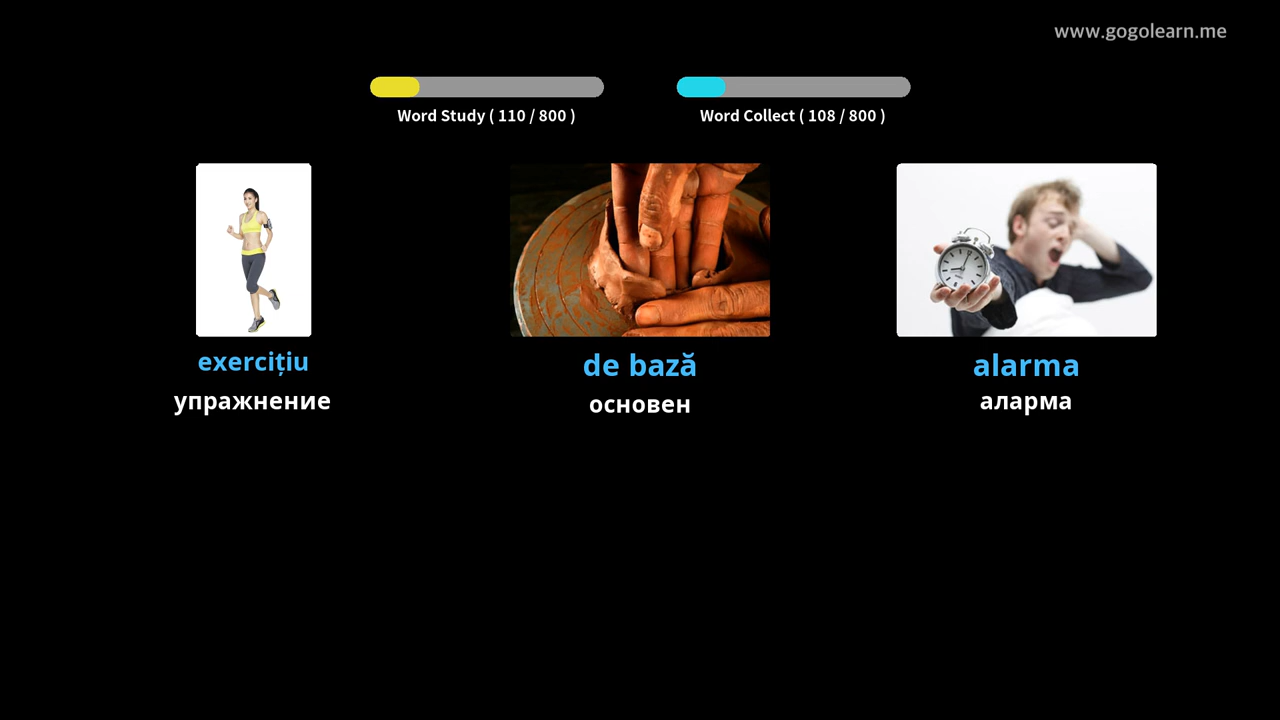 www.gogolearn.me
Word Study ( 110 / 800 )
Word Collect ( 108 / 800 )
exercițiu
упражнение
de bază
основен
alarma
аларма